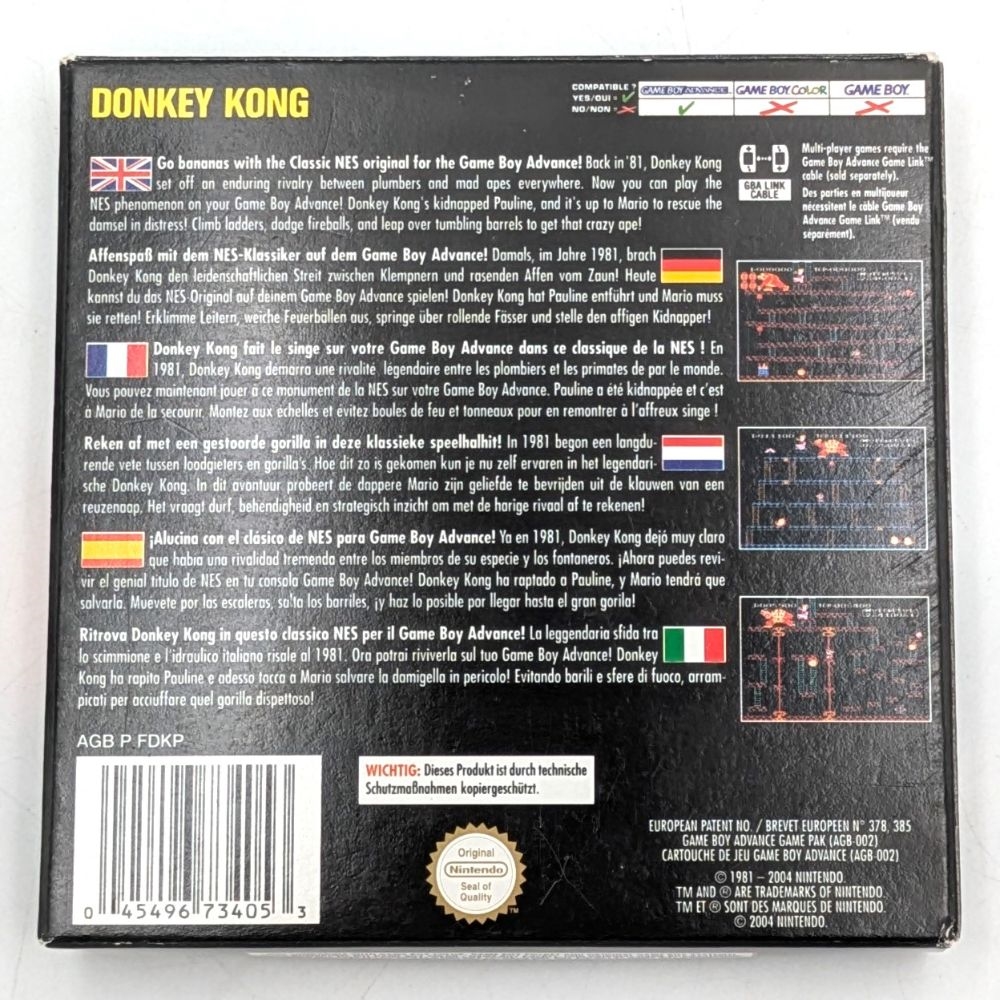 DONKEY KONG
COMPATIBLE ?
YES/OUI =
NO/NON =
GAME BOY ADVANCE
GAME BOY COLOR
GAME BOY
Go bananas with the Classic NES original for the Game Boy Advance! Back in '81, Donkey Kong
set off an enduring rivalry between plumbers and mad apes everywhere. Now you can play the
NES phenomenon on your Game Boy Advance! Donkey Kong's kidnapped Pauline, and it's up to Mario to rescue the
damsel in distress! Climb ladders, dodge fireballs, and leap over tumbling barrels to get that crazy ape!
Affenspaß mit dem NES-Klassiker auf dem Game Boy Advance! Damals, im Jahre 1981, brach
Donkey Kong den leidenschaftlichen Streit zwischen Klempnern und rasenden Affen vom Zaun! Heute
kannst du das NES-Original auf deinem Game Boy Advance spielen! Donkey Kong hat Pauline entführt und Mario muss
sie retten! Erklimme Leitern, weiche Feuerbällen aus, springe über rollende Fässer und stelle den affigen Kidnapper!
Donkey Kong fait le singe sur votre Game Boy Advance dans ce classique de la NES ! En
1981, Donkey Kong démarra une rivalité légendaire entre les plombiers et les primates de par le monde.
Vous pouvez maintenant jouer à ce monument de la NES sur votre Game Boy Advance. Pauline a été kidnappée et c'est
à Mario de la secourir. Montez aux échelles et évitez boules de feu et tonneaux pour en remontrer à l'affreux singe !
Reken af met een gestoorde gorilla in deze klassieke speelhalhit! In 1981 begon een langdu-
rende vete tussen loodgieters en gorilla's. Hoe dit zo is gekomen kun je nu zelf ervaren in het legendari-
sche Donkey Kong. In dit avontuur probeert de dappere Mario zijn geliefde te bevrijden uit de klauwen van een
reuzenaap. Het vraagt durf, behendigheid en strategisch inzicht om met de harige rivaal af te rekenen!
¡Alucina con el clásico de NES para Game Boy Advance! Ya en 1981, Donkey Kong dejó muy claro
que había una rivalidad tremenda entre los miembros de su especie y los fontaneros. ¡Ahora puedes revi-
vir el genial título de NES en tu consola Game Boy Advance! Donkey Kong ha raptado a Pauline, y Mario tendrá que
salvarla. Muevete por las escaleras, salta los barriles, ¡y haz lo posible por llegar hasta el gran gorila!
Ritrova Donkey Kong in questo classico NES per il Game Boy Advance! La leggendaria sfida tra
lo scimmione e l'idraulico italiano risale al 1981. Ora potrai riviverla sul tuo Game Boy Advance! Donkey
Kong ha rapito Pauline e adesso tocca a Mario salvare la damigella in pericolo! Evitando barili e sfere di fuoco, arram-
picati per acciuffare quel gorilla dispettoso!
GBA LINK
CABLE
Multi-player games require the
Game Boy Advance Game Link™
cable (sold separately).
Des parties en multijoueur
nécessitent le câble Game Boy
Advance Game Link™ (vendu
séparément).
AGB P FDKP
0 45496 73405 3
WICHTIG: Dieses Produkt ist durch technische
Schutzmaßnahmen kopiergeschützt.
Original
Nintendo
Seal of
Quality
TM
EUROPEAN PATENT NO. / BREVET EUROPEEN N° 378, 385
GAME BOY ADVANCE GAME PAK (AGB-002)
CARTOUCHE DE JEU GAME BOY ADVANCE (AGB-002)
© 1981 – 2004 NINTENDO.
TM AND ® ARE TRADEMARKS OF NINTENDO.
TM ET ® SONT DES MARQUES DE NINTENDO.
© 2004 NINTENDO.